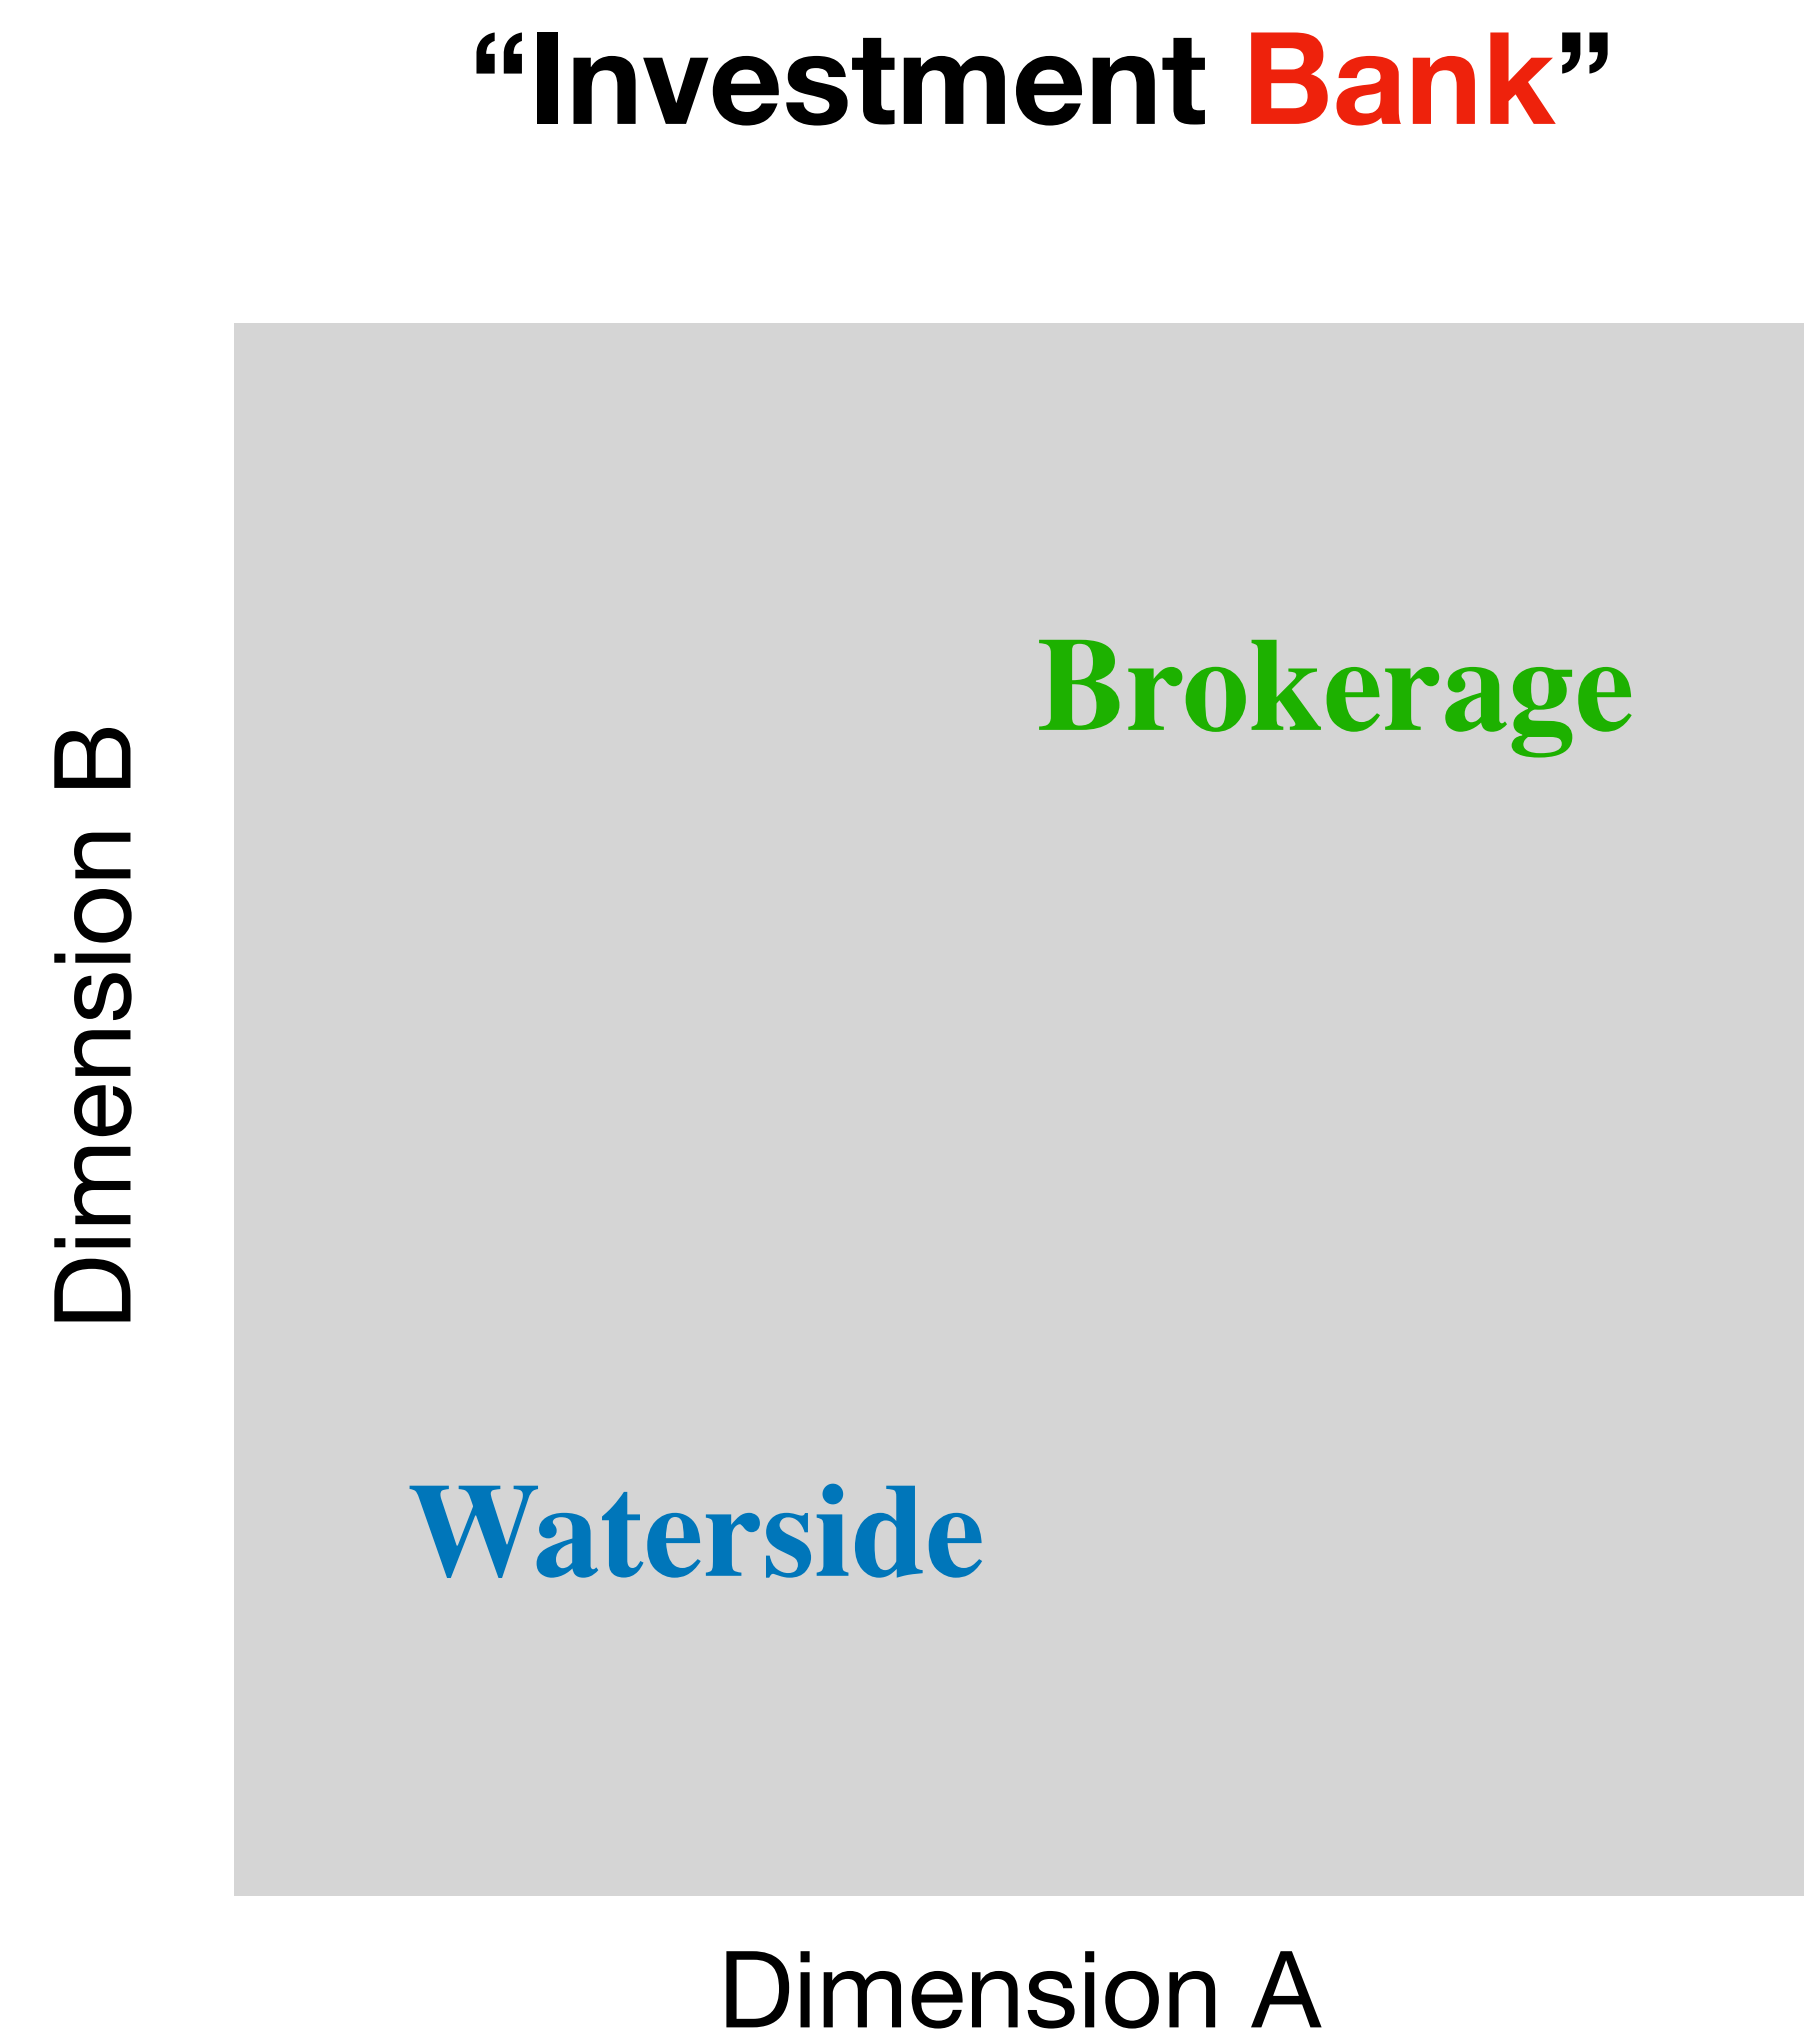 “Investment Bank”
Brokerage
Dimension B
Waterside
Dimension A